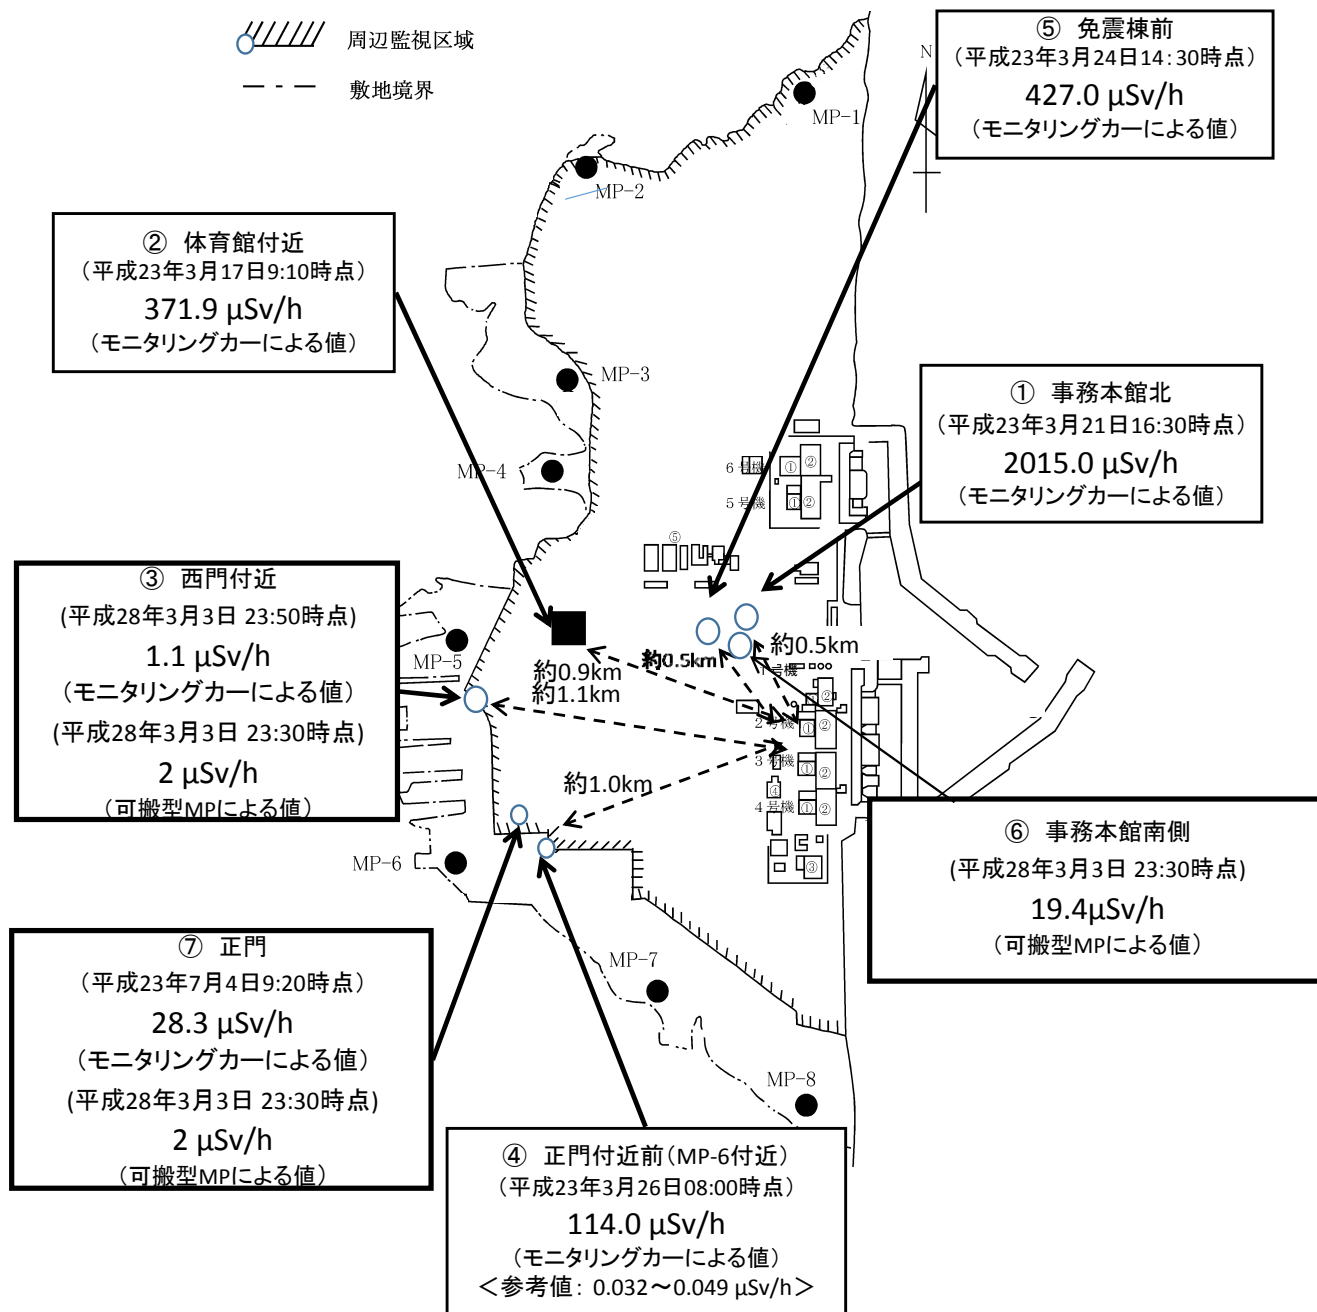 周辺監視区域
敷地境界
⑤ 免震棟前
(平成23年3月24日14:30時点)
427.0 μSv/h
(モニタリングカーによる値)
N
MP-1
MP-2
② 体育館付近
(平成23年3月17日9:10時点)
371.9 μSv/h
(モニタリングカーによる値)
MP-3
① 事務本館北
(平成23年3月21日16:30時点)
2015.0 μSv/h
(モニタリングカーによる値)
MP-4
6号機
①
②
5号機
①
②
⑤
③ 西門付近
(平成28年3月3日 23:50時点)
1.1 μSv/h
(モニタリングカーによる値)
(平成28年3月3日 23:30時点)
2 μSv/h
(可搬型MPによる値)
MP-5
約0.9km
約1.1km
約0.5km
約0.5km
1号機
②
2号機
①
②
3号機
①
②
④
4号機
①
②
③
約1.0km
MP-6
⑥ 事務本館南側
(平成28年3月3日 23:30時点)
19.4μSv/h
(可搬型MPによる値)
⑦ 正門
(平成23年7月4日9:20時点)
28.3 μSv/h
(モニタリングカーによる値)
(平成28年3月3日 23:30時点)
2 μSv/h
(可搬型MPによる値)
MP-7
MP-8
④ 正門付近前(MP-6付近)
(平成23年3月26日08:00時点)
114.0 μSv/h
(モニタリングカーによる値)
<参考値: 0.032~0.049 μSv/h>